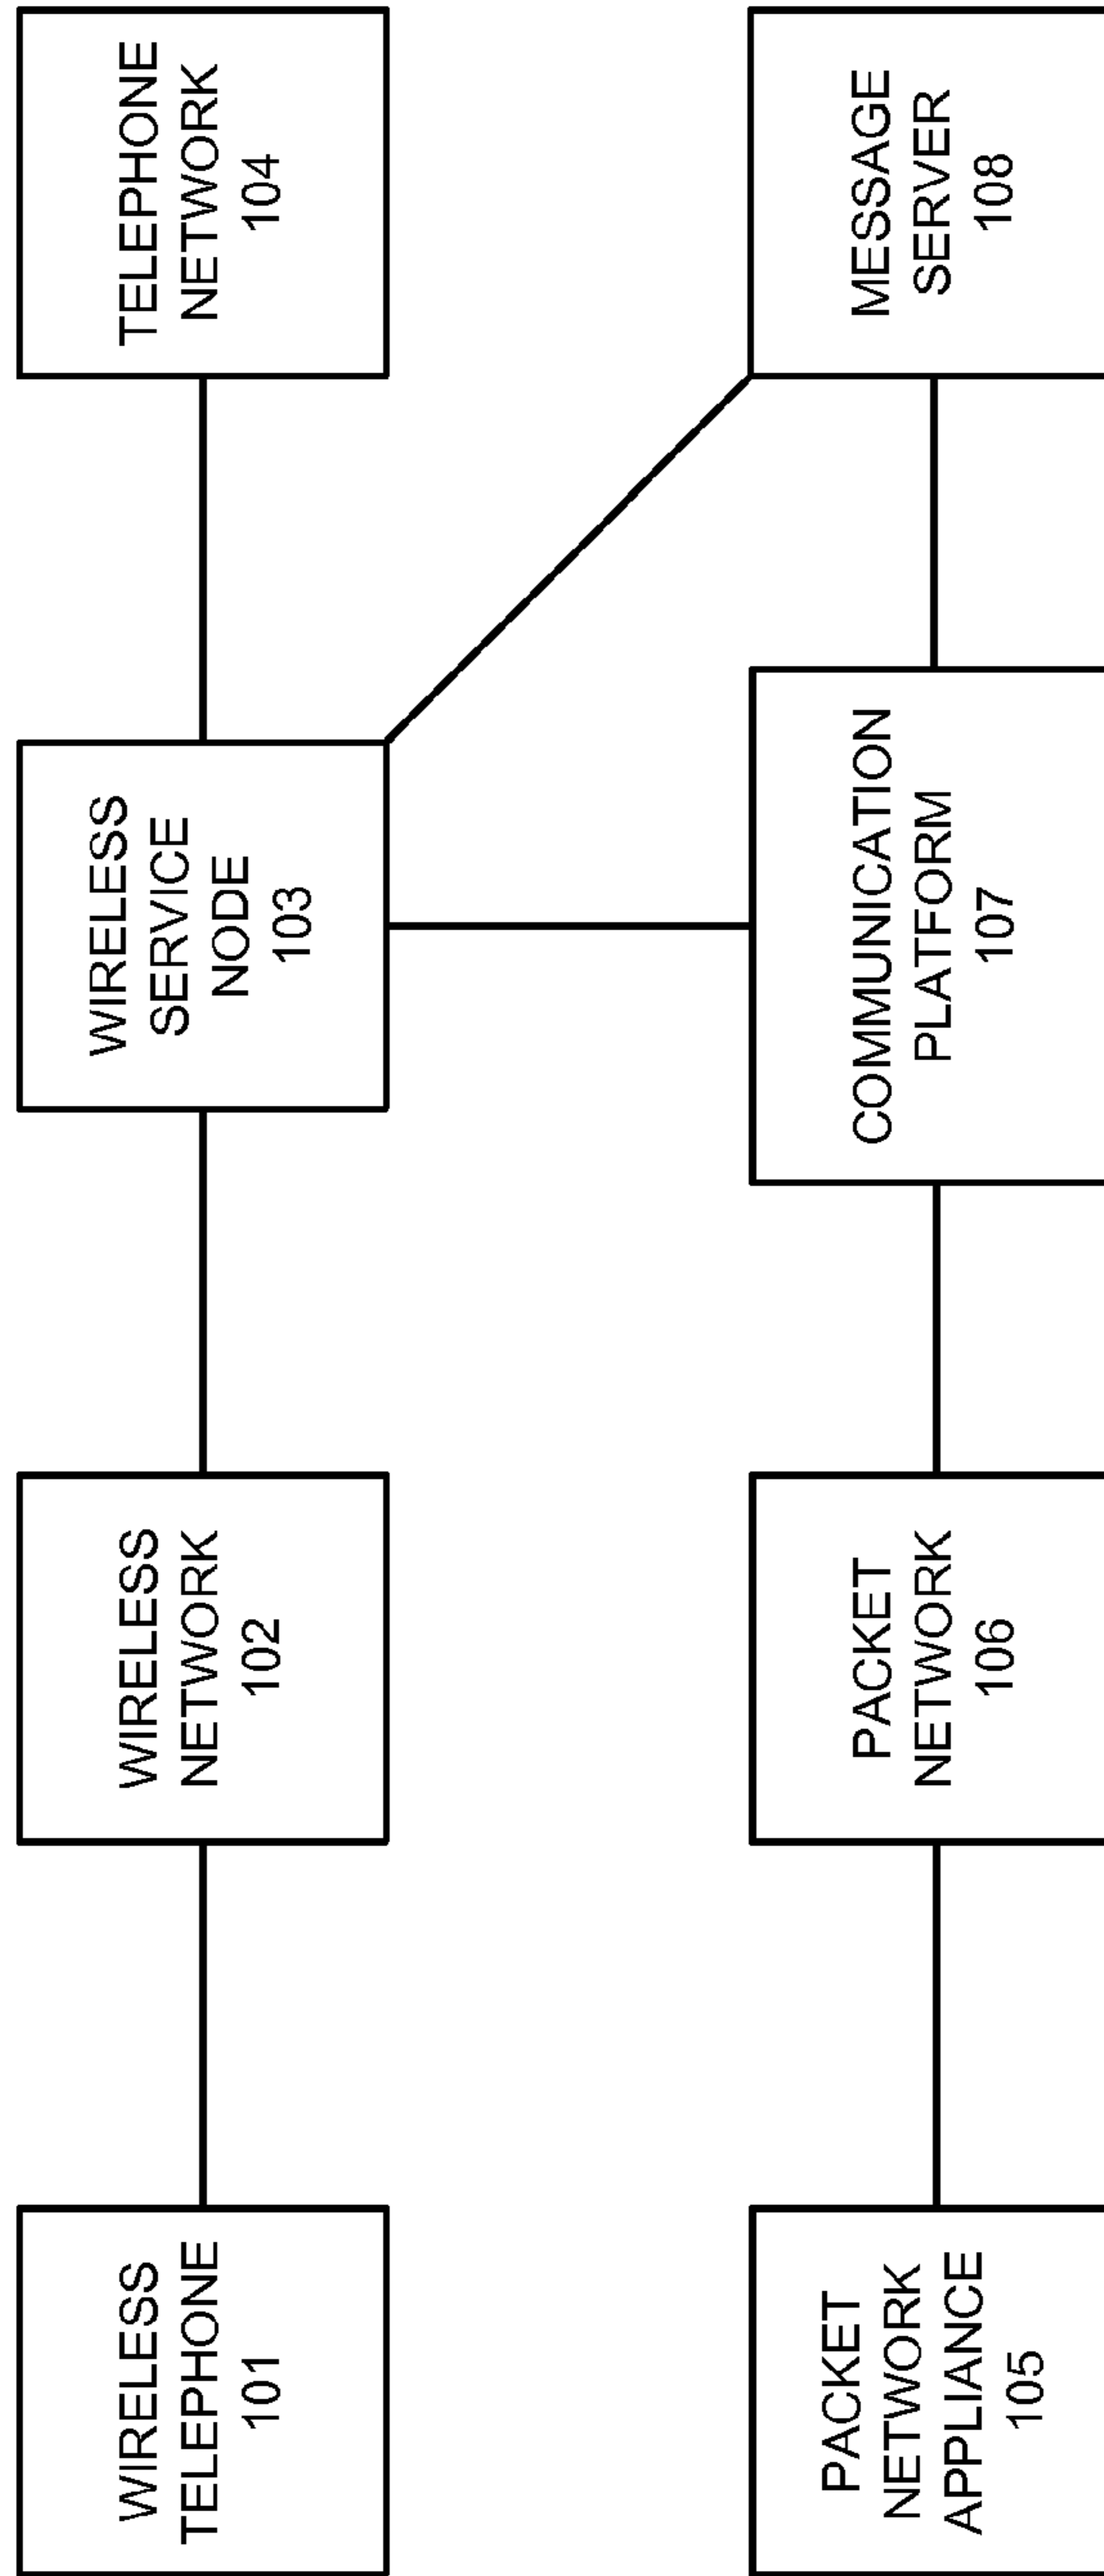 WIRELESS
TELEPHONE
101
WIRELESS
NETWORK
102
WIRELESS
SERVICE
NODE
103
TELEPHONE
NETWORK
104
PACKET
NETWORK
APPLIANCE
105
PACKET
NETWORK
106
COMMUNICATION
PLATFORM
107
MESSAGE
SERVER
108